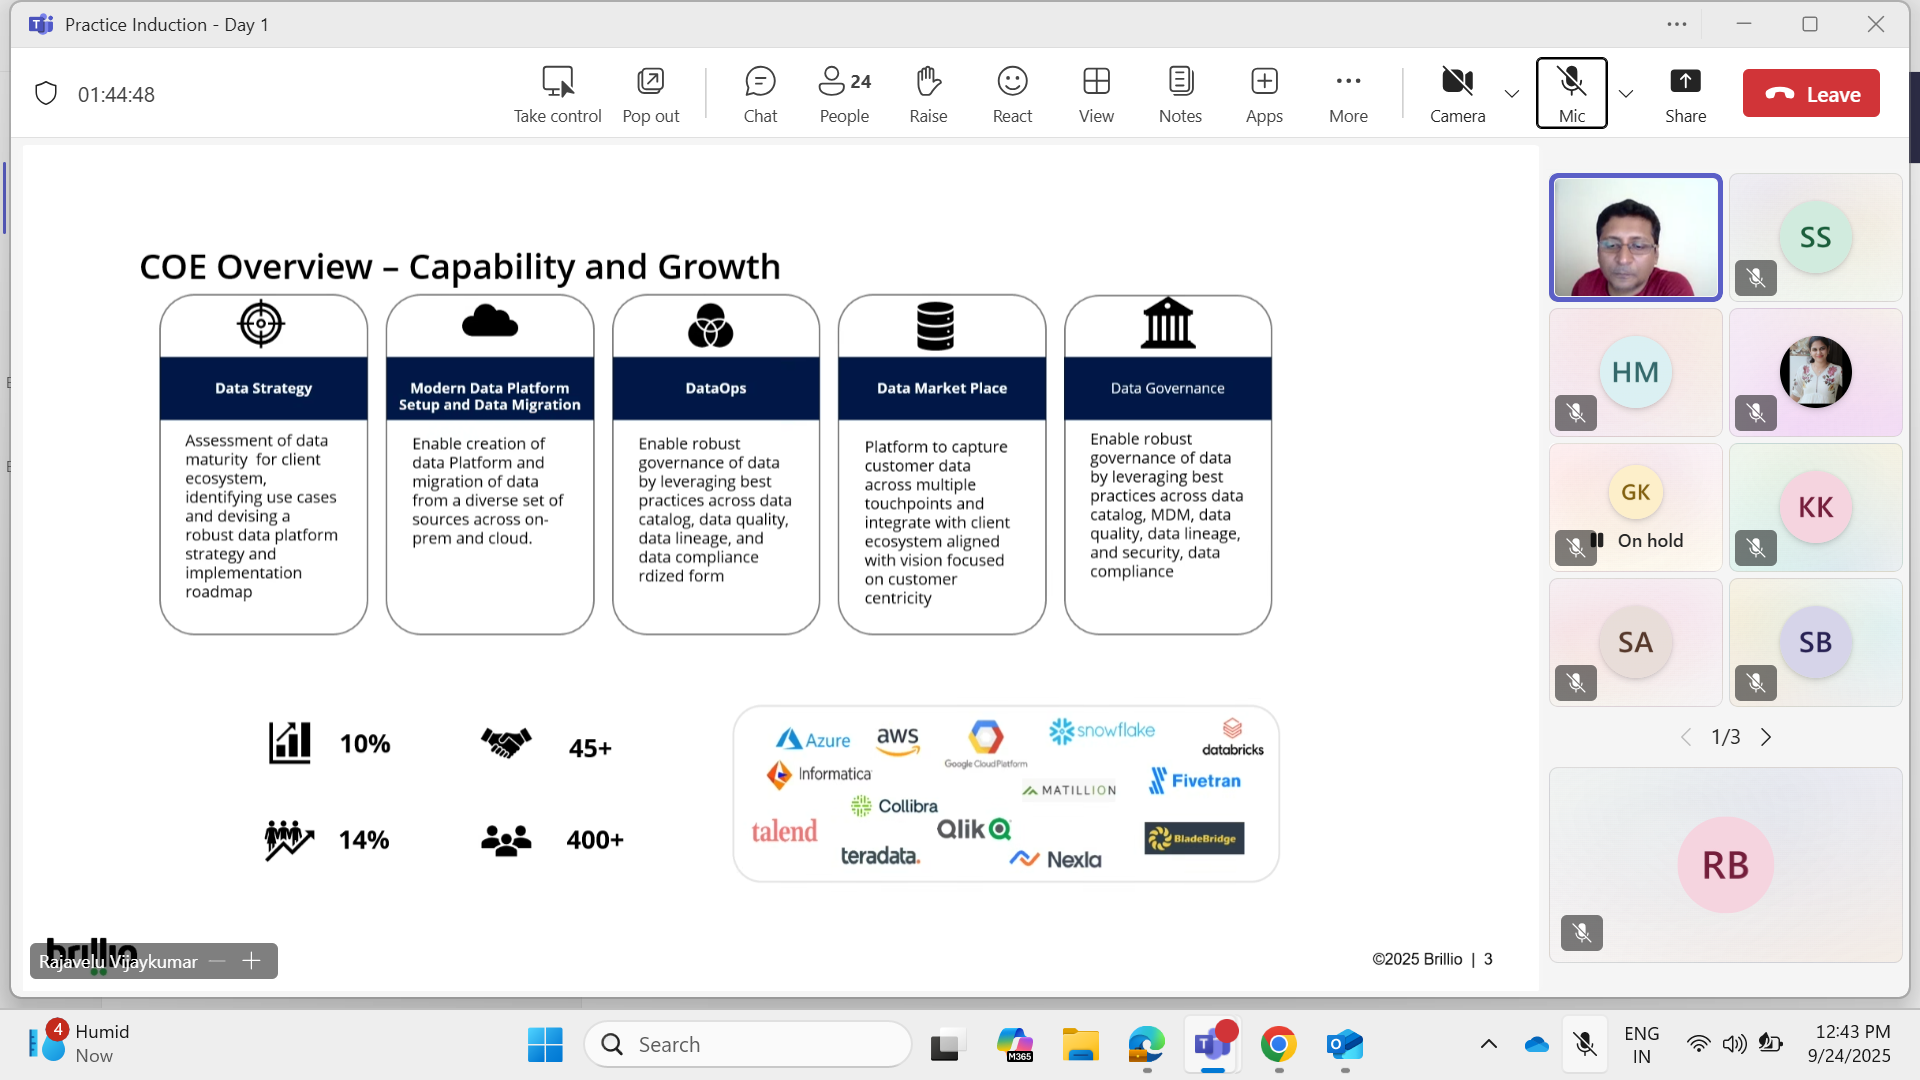 Practice Induction - Day 1
01:44:48
Take control
Pop out
Chat
24
People
Raise
React
View
Notes
Apps
More
Camera
Mic
Share
Leave
COE Overview – Capability and Growth
Data Strategy
Assessment of data
maturity for client
ecosystem,
identifying use cases
and devising a
robust data platform
strategy and
implementation
roadmap
Modern Data Platform
Setup and Data Migration
Enable creation of
data Platform and
migration of data
from a diverse set of
sources across on-
prem and cloud.
DataOps
Enable robust
governance of data
by leveraging best
practices across data
catalog, data quality,
data lineage, and
data compliance
rdized form
Data Market Place
Platform to capture
customer data
across multiple
touchpoints and
integrate with client
ecosystem aligned
with vision focused
on customer
centricity
Data Governance
Enable robust
governance of data
by leveraging best
practices across data
catalog, MDM, data
quality, data lineage,
and security, data
compliance
10%
45+
14%
400+
Azure
aws
Google Cloud Platform
snowflake
databricks
Informatica
MATILLION
Fivetran
Collibra
talend
Qlik
BladeBridge
teradata.
Nexla
brillio
Rajavelu Vijaykumar
©2025 Brillio | 3
SS
HM
GK
On hold
KK
SA
SB
1/3
RB
4
Humid
Now
Search
M365
ENG
IN
12:43 PM
9/24/2025